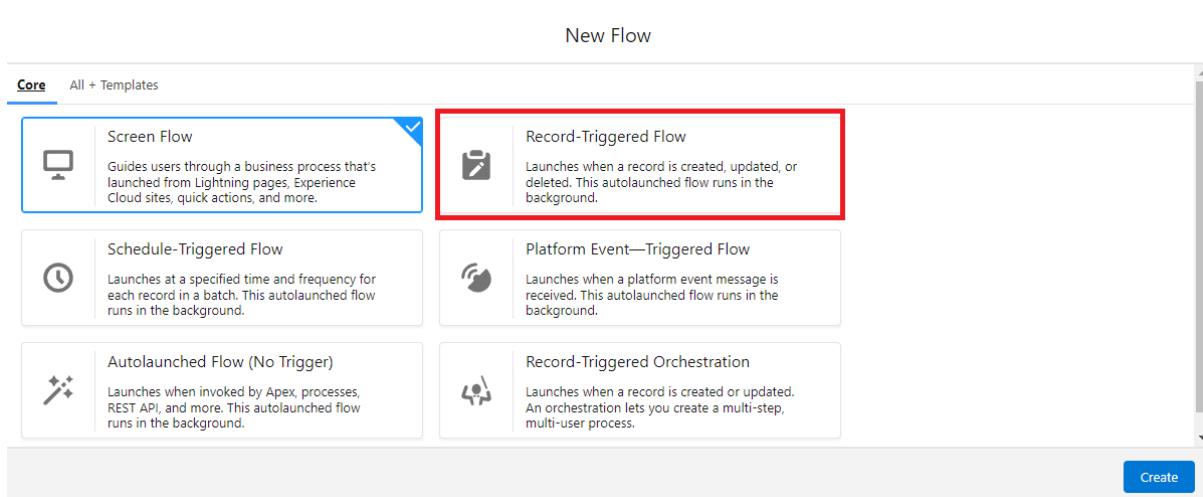 New Flow
Core All + Templates
Screen Flow
Guides users through a business process that's
launched from Lightning pages, Experience
Cloud sites, quick actions, and more.
Record-Triggered Flow
Launches when a record is created, updated, or
deleted. This autolaunched flow runs in the
background.
Schedule-Triggered Flow
Launches at a specified time and frequency for
each record in a batch. This autolaunched flow
runs in the background.
Platform Event—Triggered Flow
Launches when a platform event message is
received. This autolaunched flow runs in the
background.
Autolaunched Flow (No Trigger)
Launches when invoked by Apex, processes,
REST API, and more. This autolaunched flow
runs in the background.
Record-Triggered Orchestration
Launches when a record is created or updated.
An orchestration lets you create a multi-step,
multi-user process.
Create